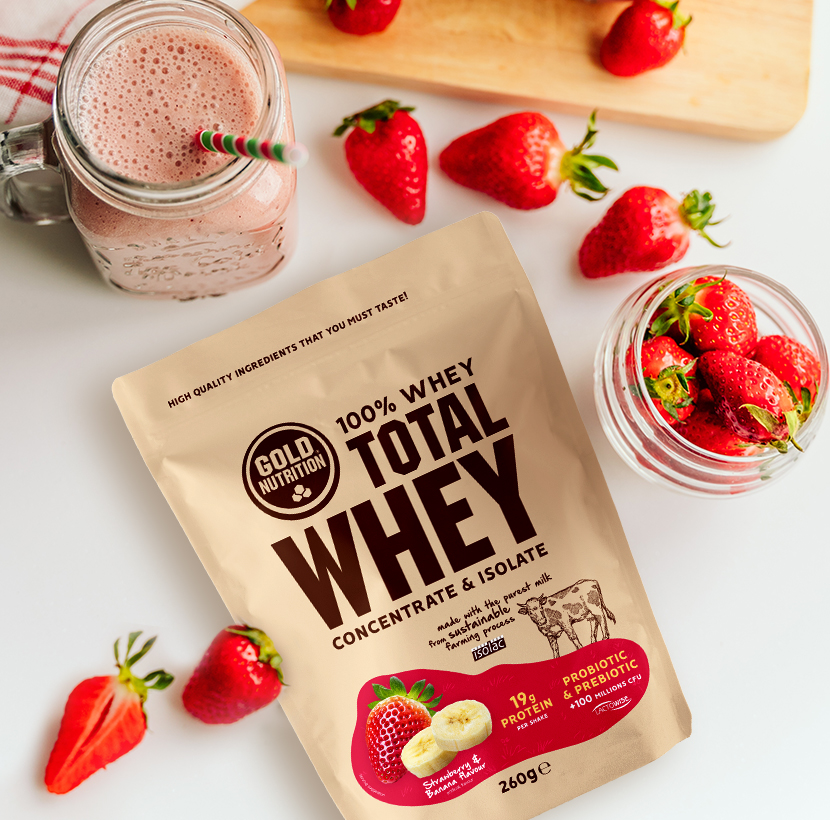 HIGH QUALITY INGREDIENTS THAT YOU MUST TASTE!
100% WHEY
GOLD
NUTRITION
TOTAL
WHEY
CONCENTRATE & ISOLATE
made with the purest milk
from sustainable
farming process
isolac
19g
PROTEIN
PER SHAKE
PROBIOTIC
& PREBIOTIC
+100 MILLIONS CFU
LACTOWISE
Strawberry &
Banana flavour
260g℮